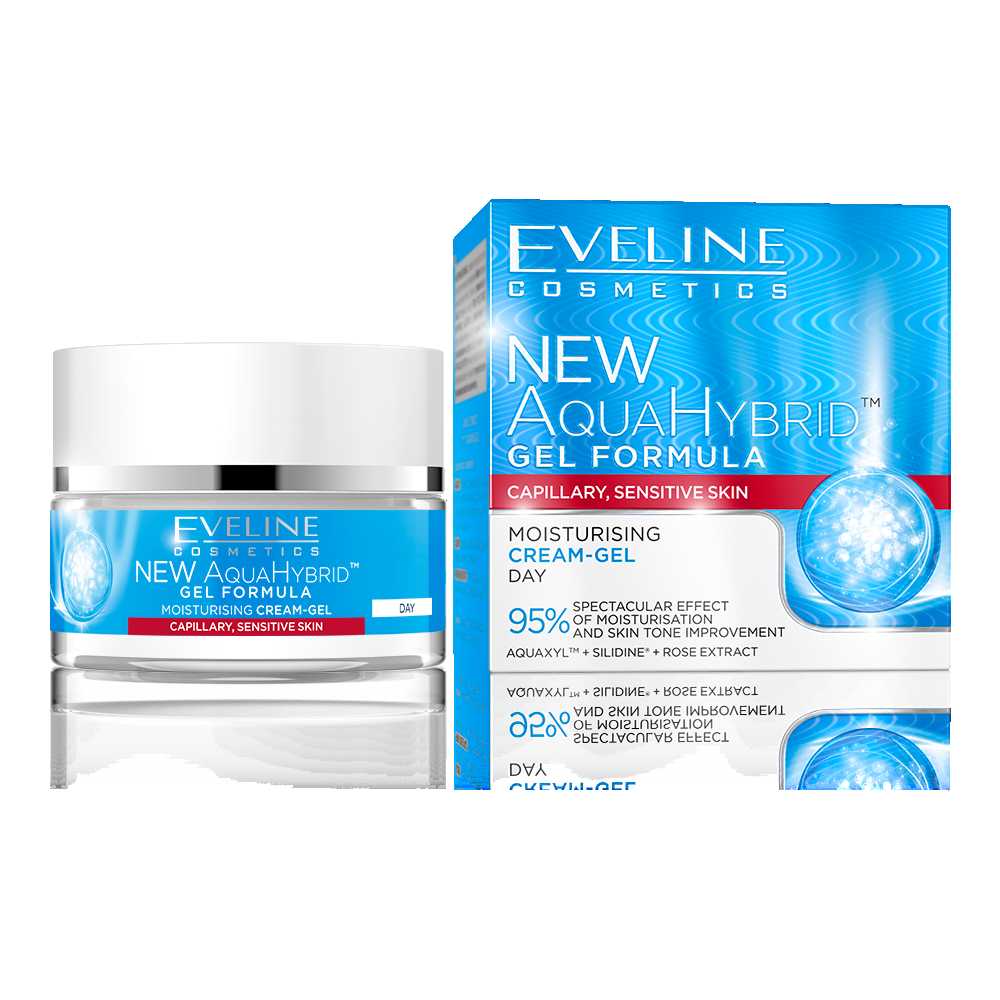 EVELINE
COSMETICS
NEW AQUAHYBRID™
GEL FORMULA
MOISTURISING CREAM-GEL
DAY
CAPILLARY, SENSITIVE SKIN
EVELINE
COSMETICS
NEW
AQUAHYBRID™
GEL FORMULA
CAPILLARY, SENSITIVE SKIN
MOISTURISING
CREAM-GEL
DAY
95% SPECTACULAR EFFECT
OF MOISTURISATION
AND SKIN TONE IMPROVEMENT
AQUAXYL™ + SILIDINE® + ROSE EXTRACT